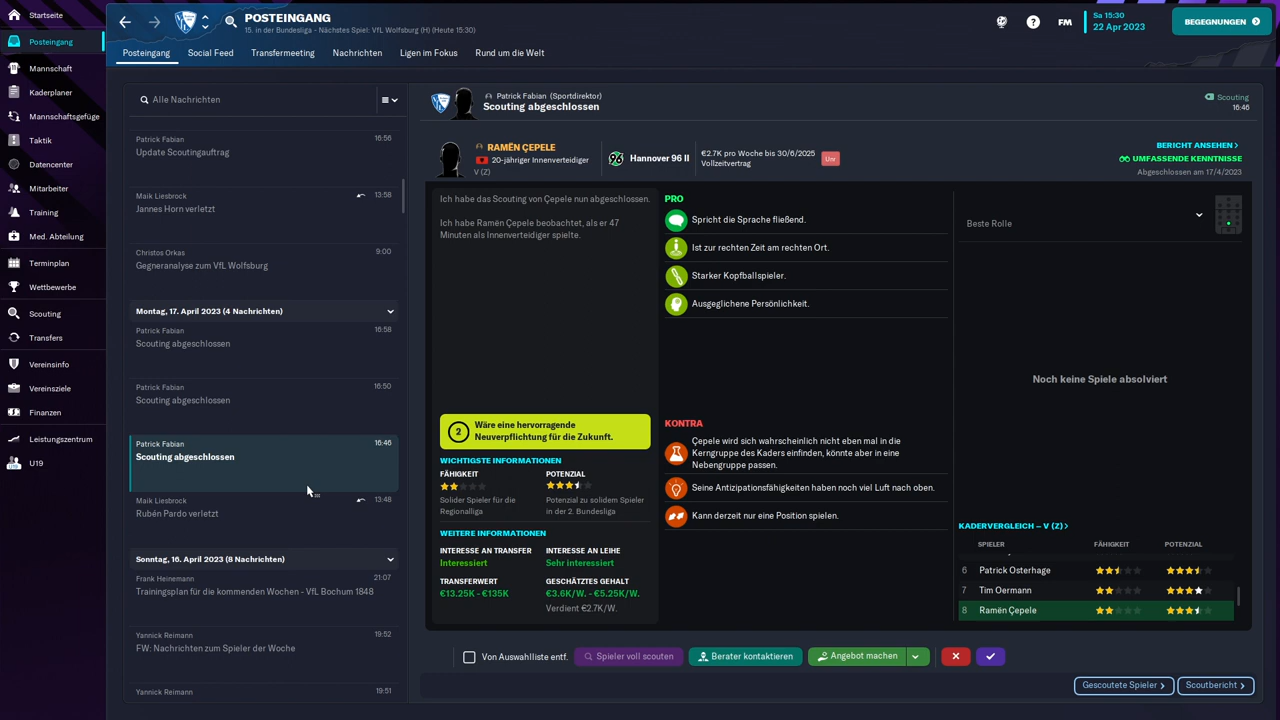 Startseite
Posteingang
Mannschaft
Kaderplaner
Mannschaftsgefüge
Taktik
Datencenter
Mitarbeiter
Training
Med. Abteilung
Terminplan
Wettbewerbe
Scouting
Transfers
Vereinsinfo
Vereinsziele
Finanzen
Leistungszentrum
U19
POSTEINGANG
15. in der Bundesliga - Nächstes Spiel: VfL Wolfsburg (H) (Heute 15:30)
FM
Sa 15:30
22 Apr 2023
BEGEGNUNGEN
Posteingang
Social Feed
Transfermeeting
Nachrichten
Ligen im Fokus
Rund um die Welt
Alle Nachrichten
Patrick Fabian 16:56
Update Scoutingauftrag
Maik Liesbrock 13:58
Jannes Horn verletzt
Christos Orkas 9:00
Gegneranalyse zum VfL Wolfsburg
Montag, 17. April 2023 (4 Nachrichten)
Patrick Fabian 16:58
Scouting abgeschlossen
Patrick Fabian 16:50
Scouting abgeschlossen
Patrick Fabian 16:46
Scouting abgeschlossen
Maik Liesbrock 13:48
Rubén Pardo verletzt
Sonntag, 16. April 2023 (8 Nachrichten)
Frank Heinemann 21:07
Trainingsplan für die kommenden Wochen - VfL Bochum 1848
Yannick Reimann 19:52
FW: Nachrichten zum Spieler der Woche
Yannick Reimann 19:51
Patrick Fabian (Sportdirektor)
Scouting abgeschlossen
Scouting
16:46
RAMËN ÇEPELE
20-jähriger Innenverteidiger
V (Z)
Hannover 96 II
€2.7K pro Woche bis 30/6/2025
Vollzeitvertrag
Unr
BERICHT ANSEHEN
UMFASSENDE KENNTNISSE
Abgeschlossen am 17/4/2023
Ich habe das Scouting von Çepele nun abgeschlossen.
Ich habe Ramën Çepele beobachtet, als er 47
Minuten als Innenverteidiger spielte.
2
Wäre eine hervorragende
Neuverpflichtung für die Zukunft.
WICHTIGSTE INFORMATIONEN
FÄHIGKEIT POTENZIAL
Solider Spieler für die Potenzial zu solidem Spieler
Regionalliga in der 2. Bundesliga
WEITERE INFORMATIONEN
INTERESSE AN TRANSFER INTERESSE AN LEIHE
Interessiert Sehr interessiert
TRANSFERWERT GESCHÄTZTES GEHALT
€13.25K - €135K €3.6K/W. - €5.25K/W.
Verdient €2.7K/W.
PRO
Spricht die Sprache fließend.
Ist zur rechten Zeit am rechten Ort.
Starker Kopfballspieler.
Ausgeglichene Persönlichkeit.
KONTRA
Çepele wird sich wahrscheinlich nicht eben mal in die
Kerngruppe des Kaders einfinden, könnte aber in eine
Nebengruppe passen.
Seine Antizipationsfähigkeiten haben noch viel Luft nach oben.
Kann derzeit nur eine Position spielen.
Beste Rolle
Noch keine Spiele absolviert
KADERVERGLEICH – V (Z)
SPIELER FÄHIGKEIT POTENZIAL
6 Patrick Osterhage
7 Tim Oermann
8 Ramën Çepele
Von Auswahlliste entf.
Spieler voll scouten
Berater kontaktieren
Angebot machen
Gescoutete Spieler
Scoutbericht